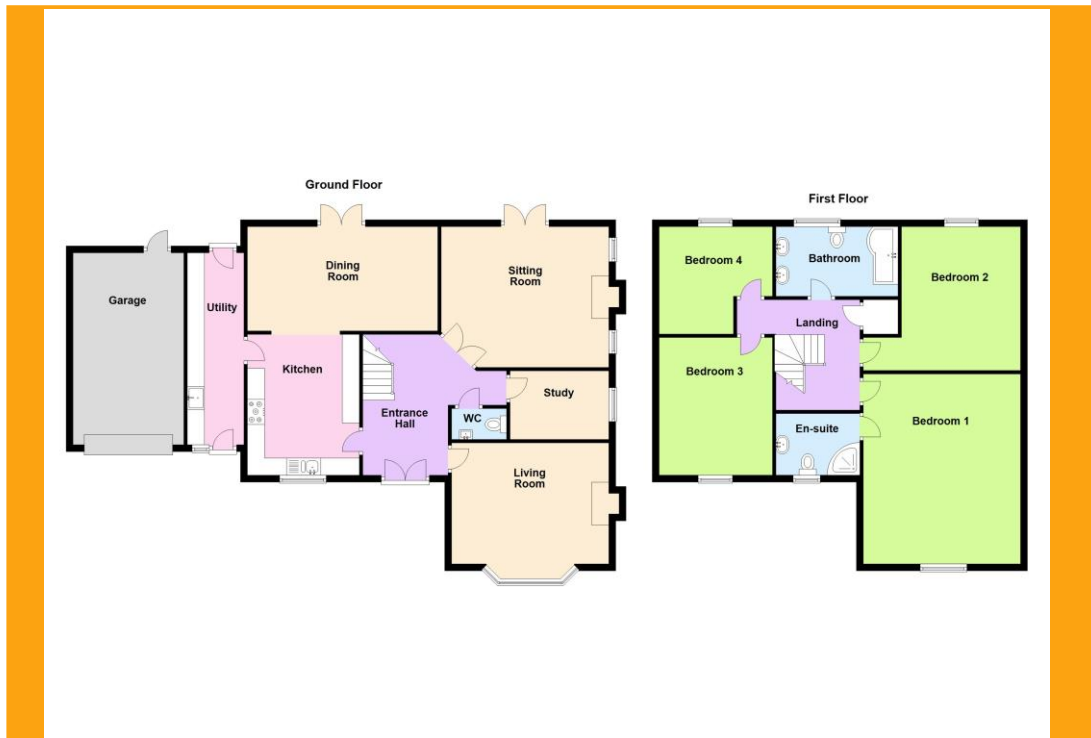 Ground Floor
Dining
Room
Sitting
Room
Garage
Utility
Kitchen
Study
Entrance
Hall
WC
Living
Room
First Floor
Bedroom 4
Bathroom
Bedroom 2
Landing
Bedroom 3
Bedroom 1
En-suite